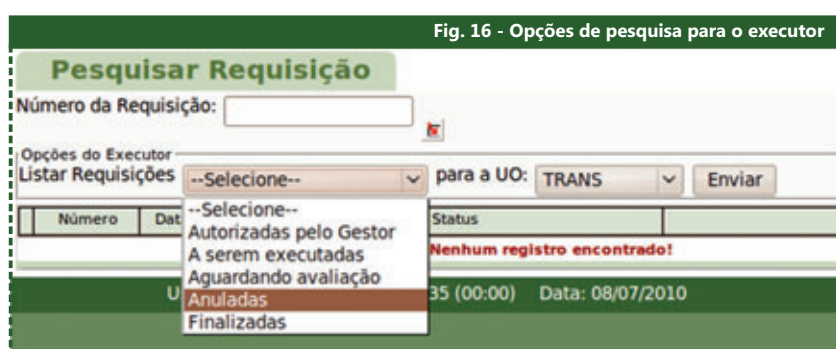 Fig. 16 - Opções de pesquisa para o executor
Pesquisar Requisição
Número da Requisição:
Opções do Executor
Listar Requisições --Selecione-- para a UO: TRANS Enviar
--Selecione--
Autorizadas pelo Gestor
A serem executadas
Aguardando avaliação
Anuladas
Finalizadas
Número Dat Status
Nenhum registro encontrado!
U 35 (00:00) Data: 08/07/2010